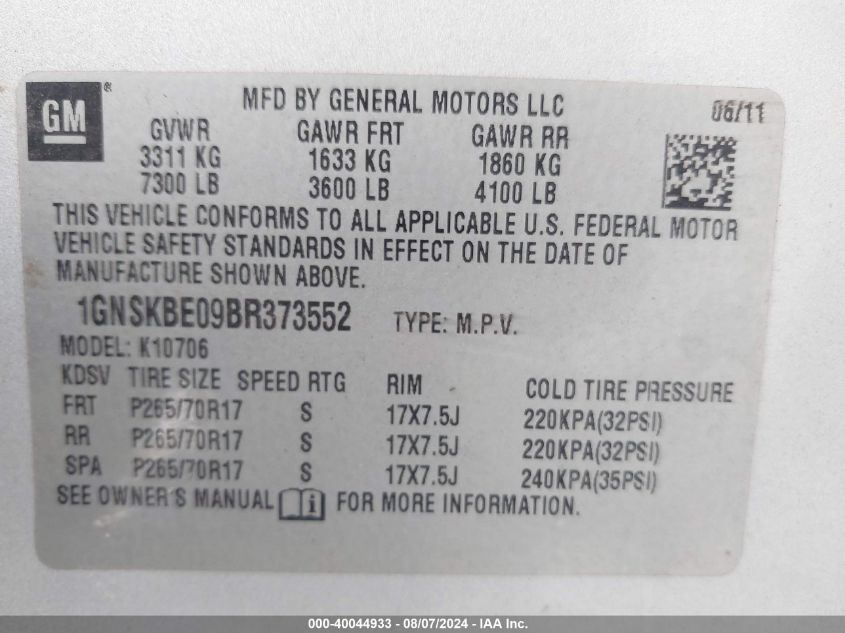 GM ®
MFD BY GENERAL MOTORS LLC 06/11
GVWR GAWR FRT GAWR RR
3311 KG 1633 KG 1860 KG
7300 LB 3600 LB 4100 LB
THIS VEHICLE CONFORMS TO ALL APPLICABLE U.S. FEDERAL MOTOR
VEHICLE SAFETY STANDARDS IN EFFECT ON THE DATE OF
MANUFACTURE SHOWN ABOVE.
1GNSKBE09BR373552 TYPE: M.P.V.
MODEL: K10706
KDSV TIRE SIZE SPEED RTG RIM COLD TIRE PRESSURE
FRT P265/70R17 S 17X7.5J 220KPA(32PSI)
RR P265/70R17 S 17X7.5J 220KPA(32PSI)
SPA P265/70R17 S 17X7.5J 240KPA(35PSI)
SEE OWNER'S MANUAL i FOR MORE INFORMATION.
000-40044933 - 08/07/2024 - IAA Inc.